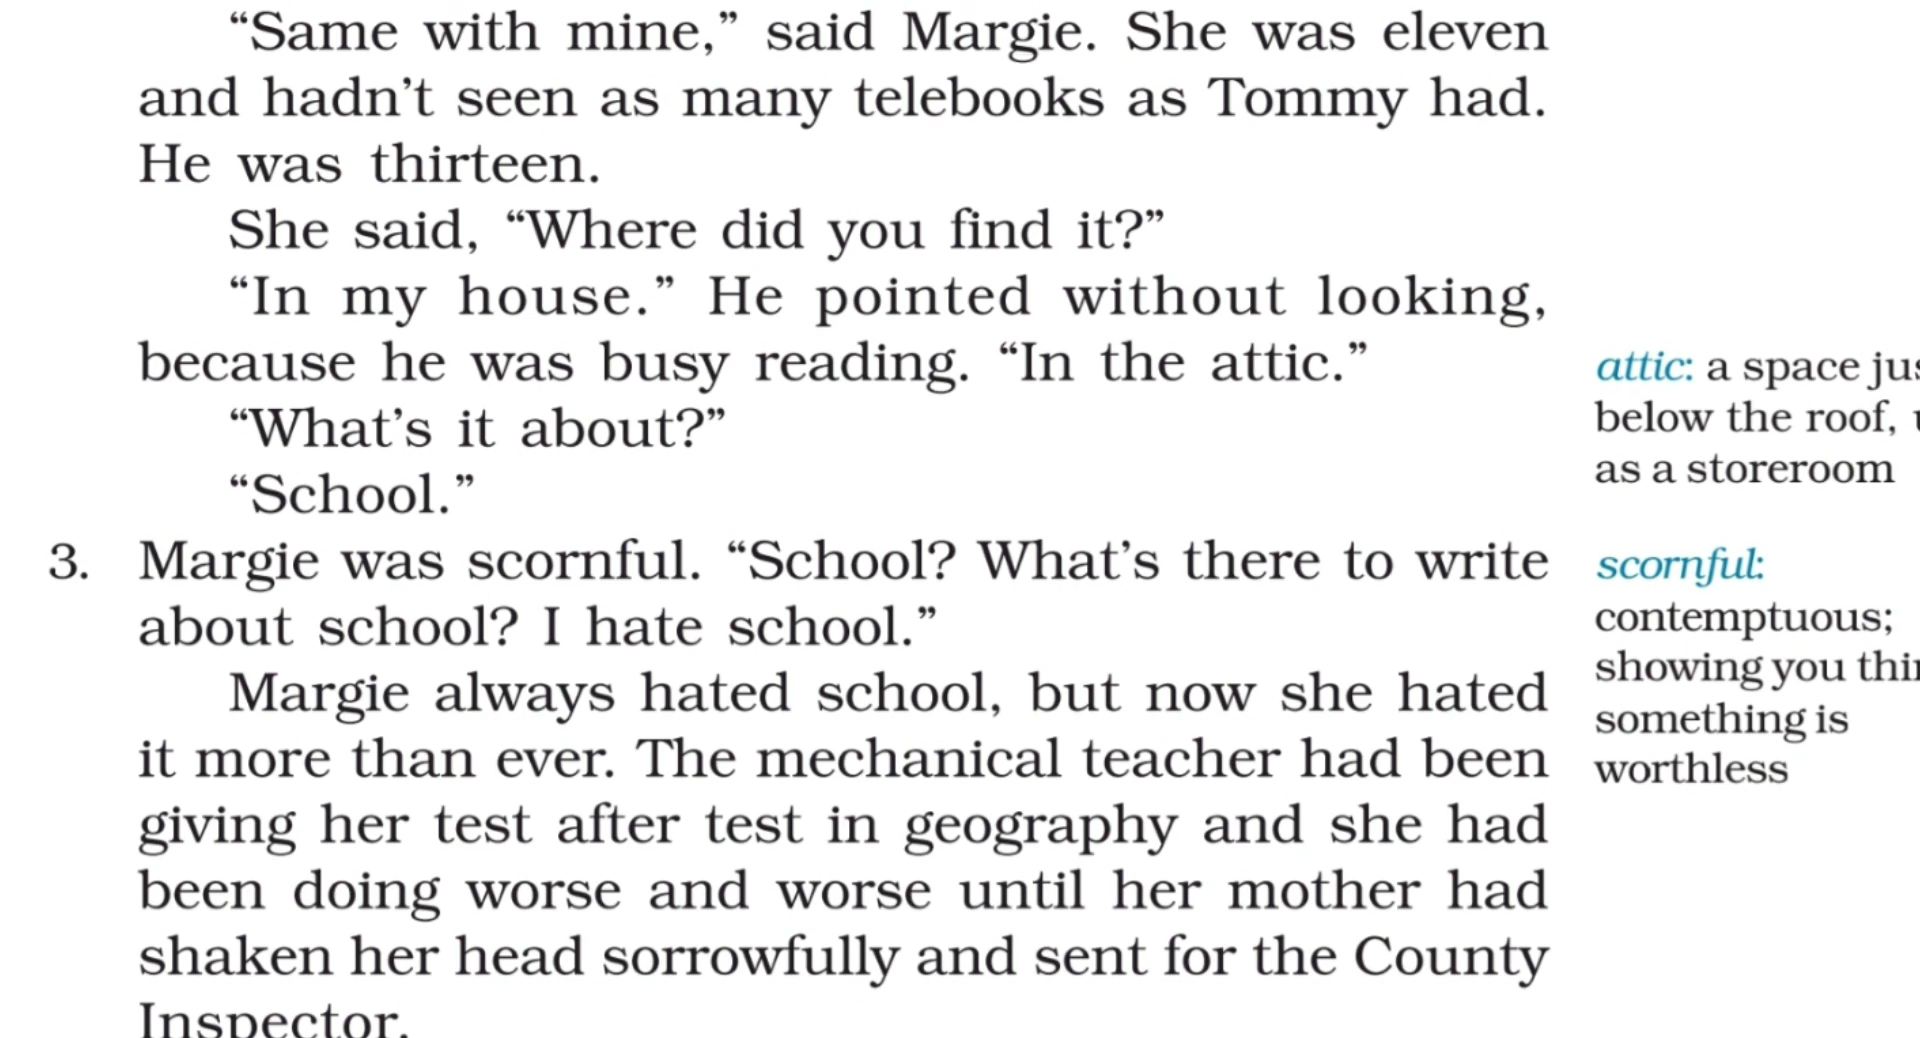 “Same with mine,” said Margie. She was eleven
and hadn’t seen as many telebooks as Tommy had.
He was thirteen.
She said, “Where did you find it?”
“In my house.” He pointed without looking,
because he was busy reading. “In the attic.”
“What’s it about?”
“School.”
3. Margie was scornful. “School? What’s there to write
about school? I hate school.”
Margie always hated school, but now she hated
it more than ever. The mechanical teacher had been
giving her test after test in geography and she had
been doing worse and worse until her mother had
shaken her head sorrowfully and sent for the County
Inspector.
attic: a space
below the roof,
as a storeroom
scornful:
contemptuous;
showing you
something is
worthless